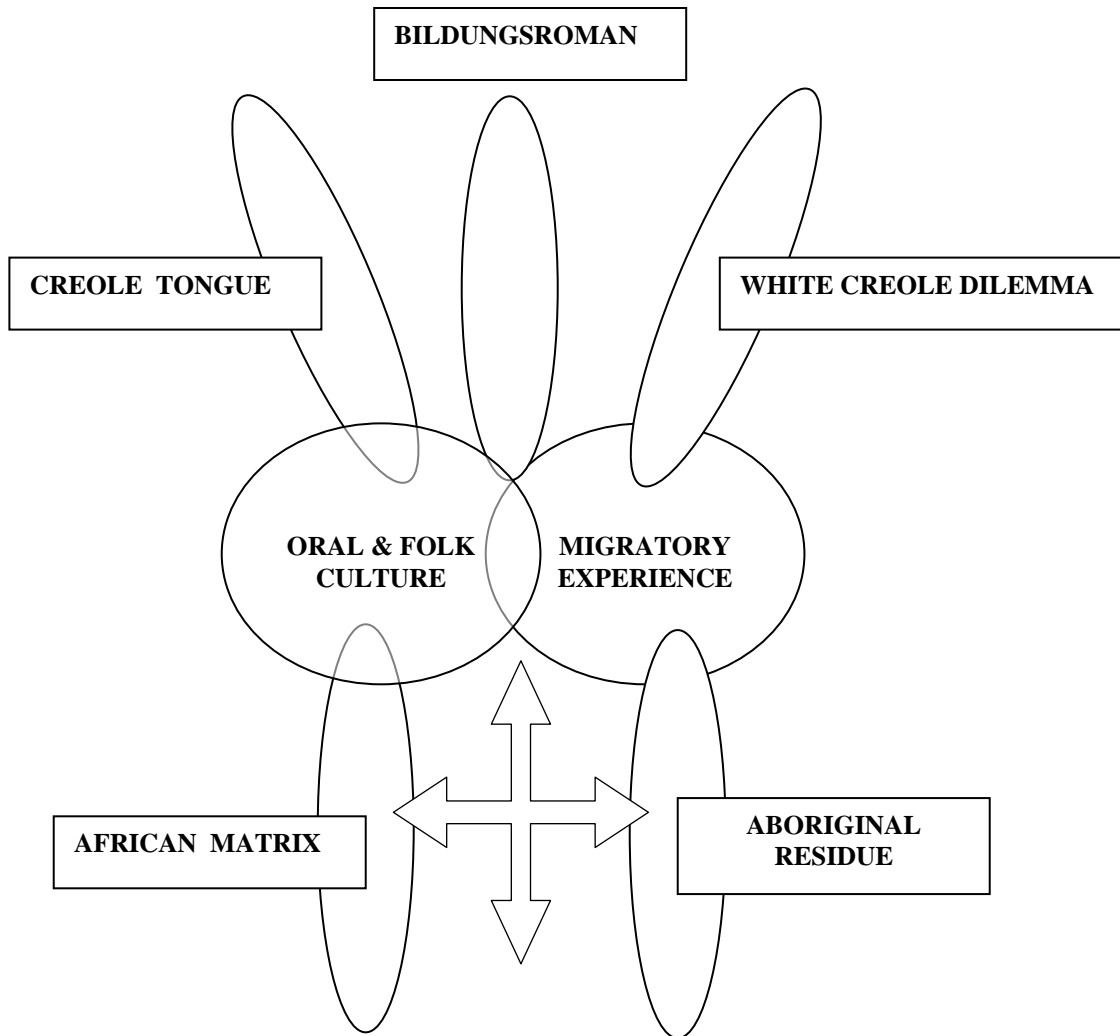 BILDUNGSROMAN
CREOLE TONGUE
WHITE CREOLE DILEMMA
ORAL & FOLK
CULTURE
MIGRATORY
EXPERIENCE
AFRICAN MATRIX
ABORIGINAL
RESIDUE